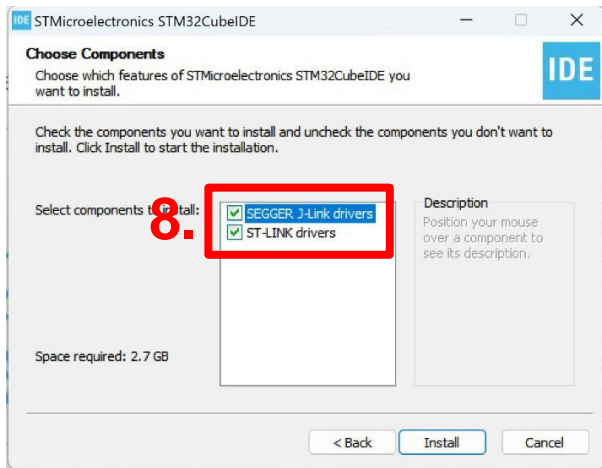 IDE STMicroelectronics STM32CubeIDE
Choose Components
Choose which features of STMicroelectronics STM32CubeIDE you
want to install.
IDE
Check the components you want to install and uncheck the components you don't want to
install. Click Install to start the installation.
Select components to install:
8.
SEGGER J-Link drivers
ST-LINK drivers
Description
Position your mouse
over a component to
see its description.
Space required: 2.7 GB
< Back
Install
Cancel